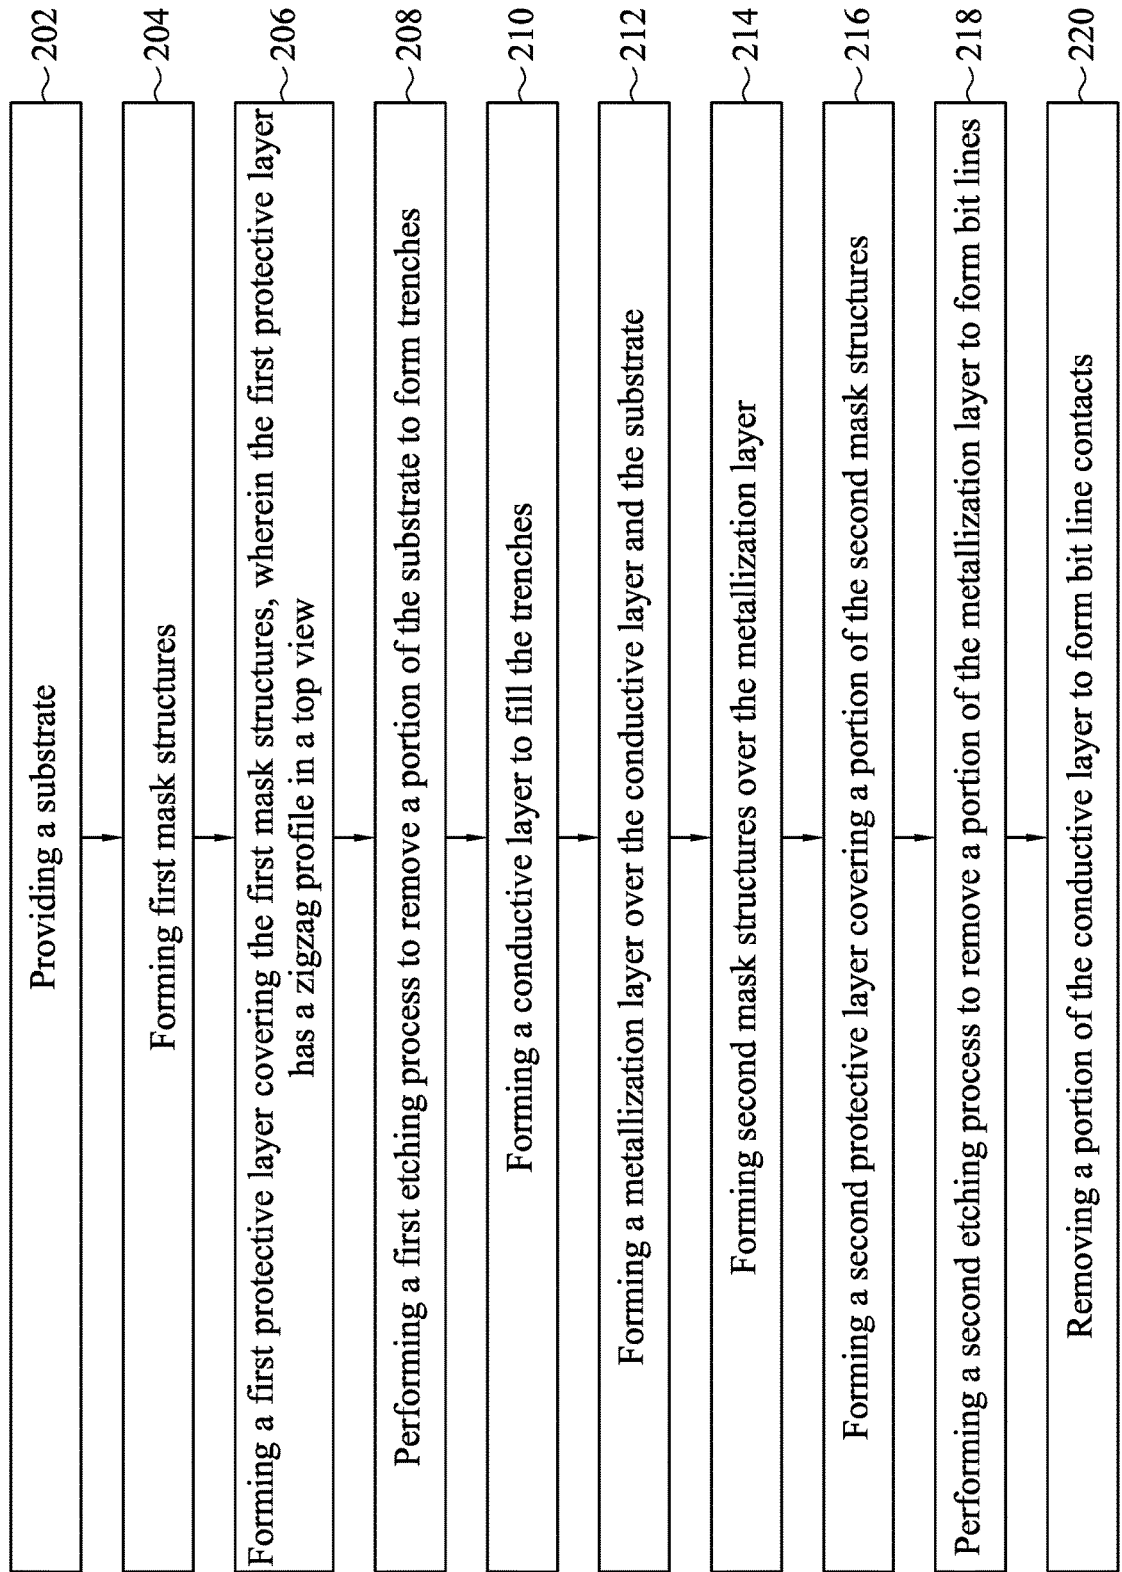 Providing a substrate
~202
Forming first mask structures
~204
Forming a first protective layer covering the first mask structures, wherein the first protective layer
has a zigzag profile in a top view
~206
Performing a first etching process to remove a portion of the substrate to form trenches
~208
Forming a conductive layer to fill the trenches
~210
Forming a metallization layer over the conductive layer and the substrate
~212
Forming second mask structures over the metallization layer
~214
Forming a second protective layer covering a portion of the second mask structures
~216
Performing a second etching process to remove a portion of the metallization layer to form bit lines
~218
Removing a portion of the conductive layer to form bit line contacts
~220